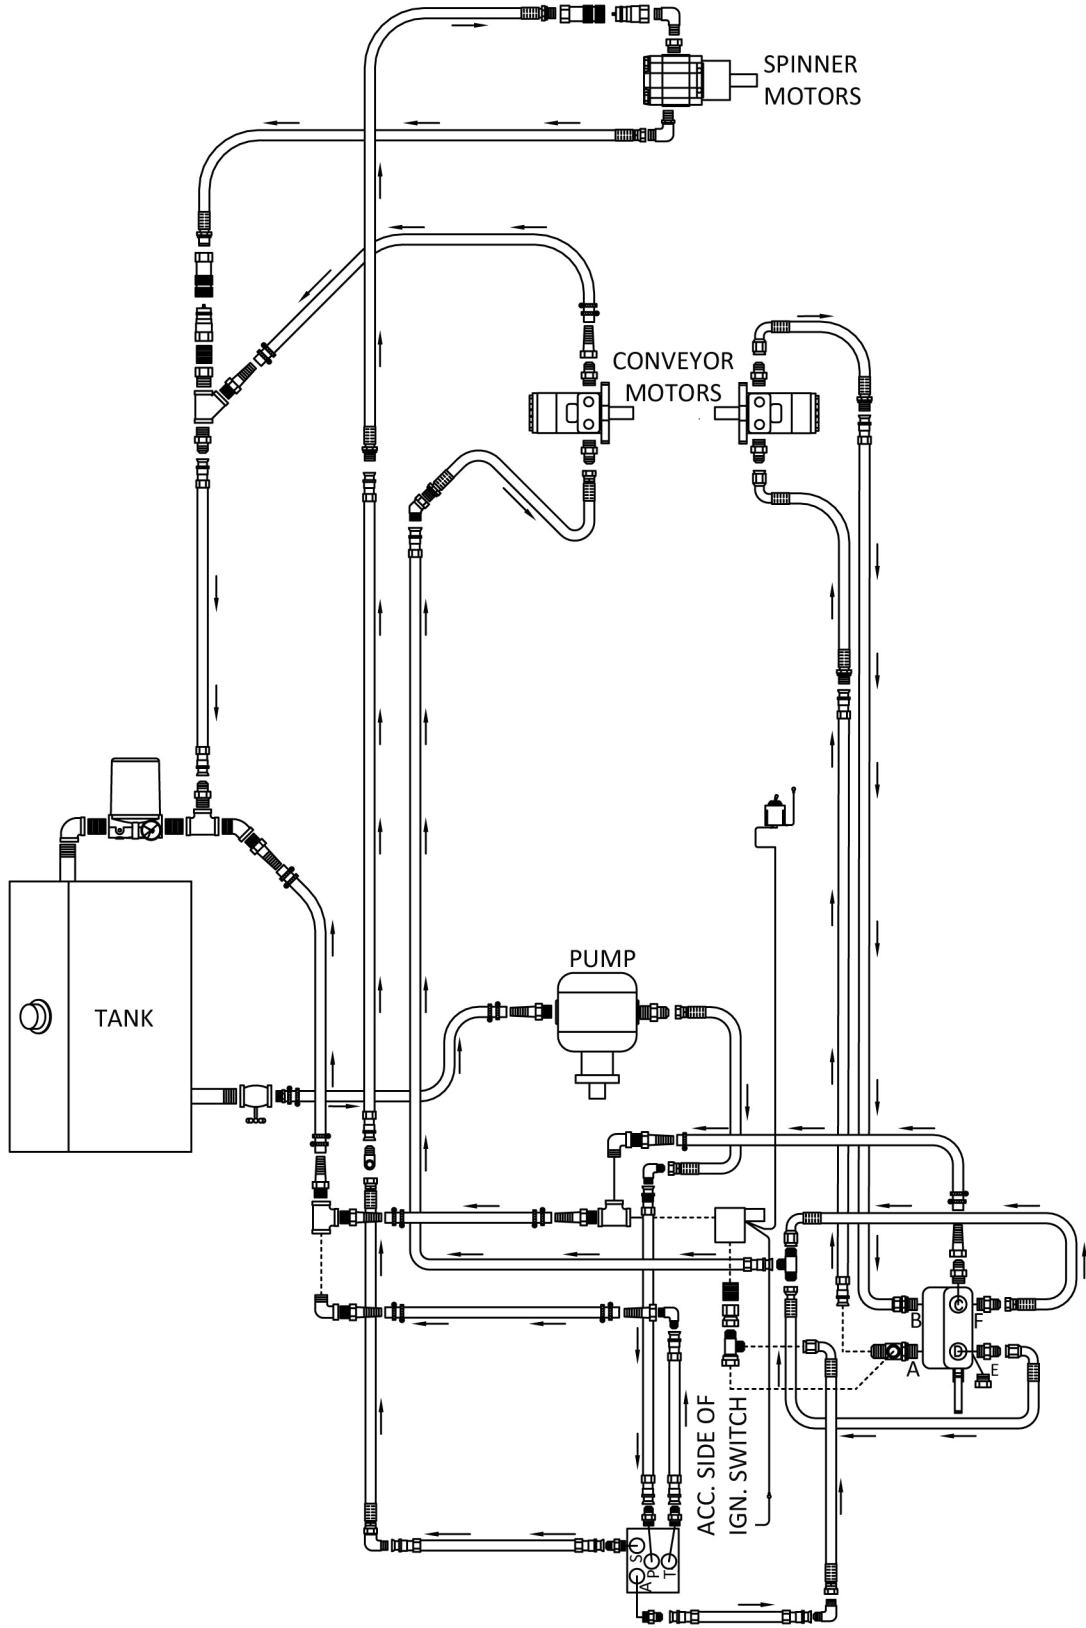 SPINNER
MOTORS
CONVEYOR
MOTORS
PUMP
TANK
C
B
F
D
A
E
ACC. SIDE OF
IGN. SWITCH
S
P
T
A